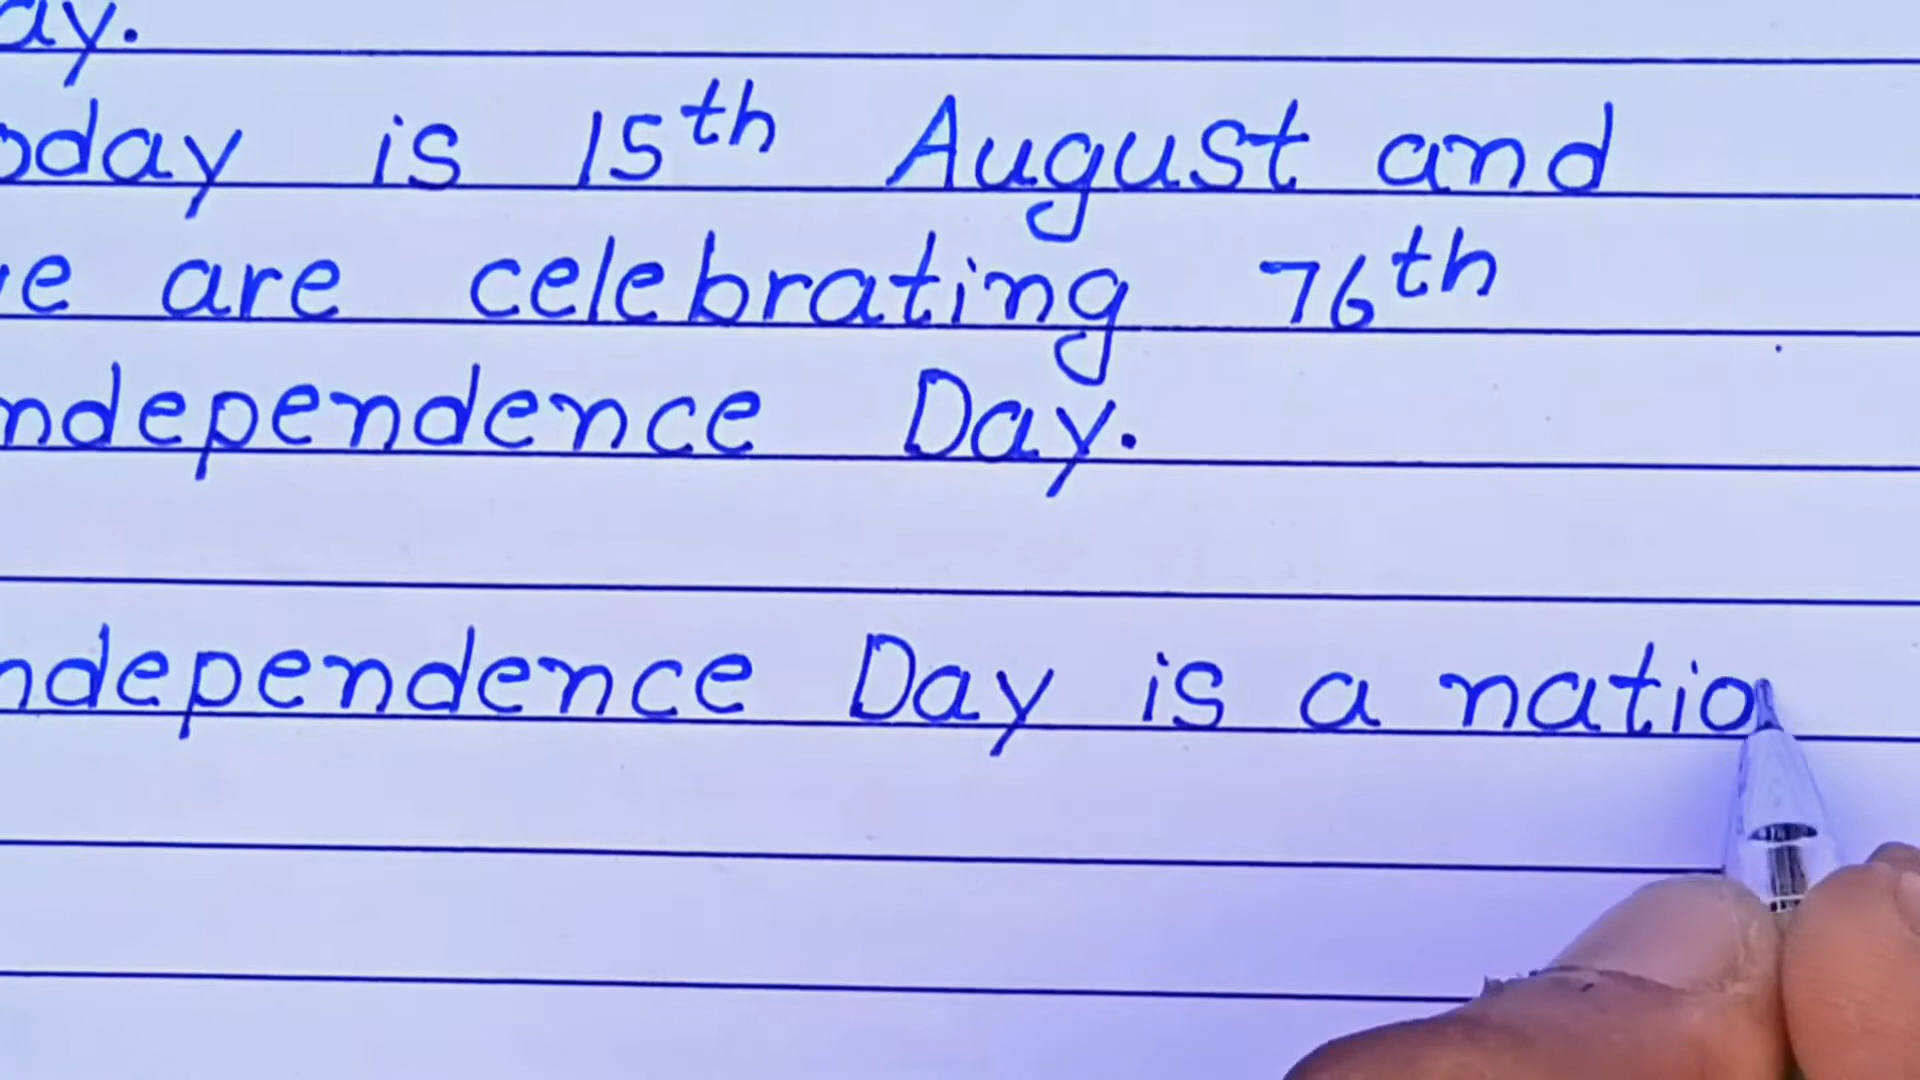 ay.
oday is 15th August and
e are celebrating 76th
ndependence Day.
ndependence Day is a natio